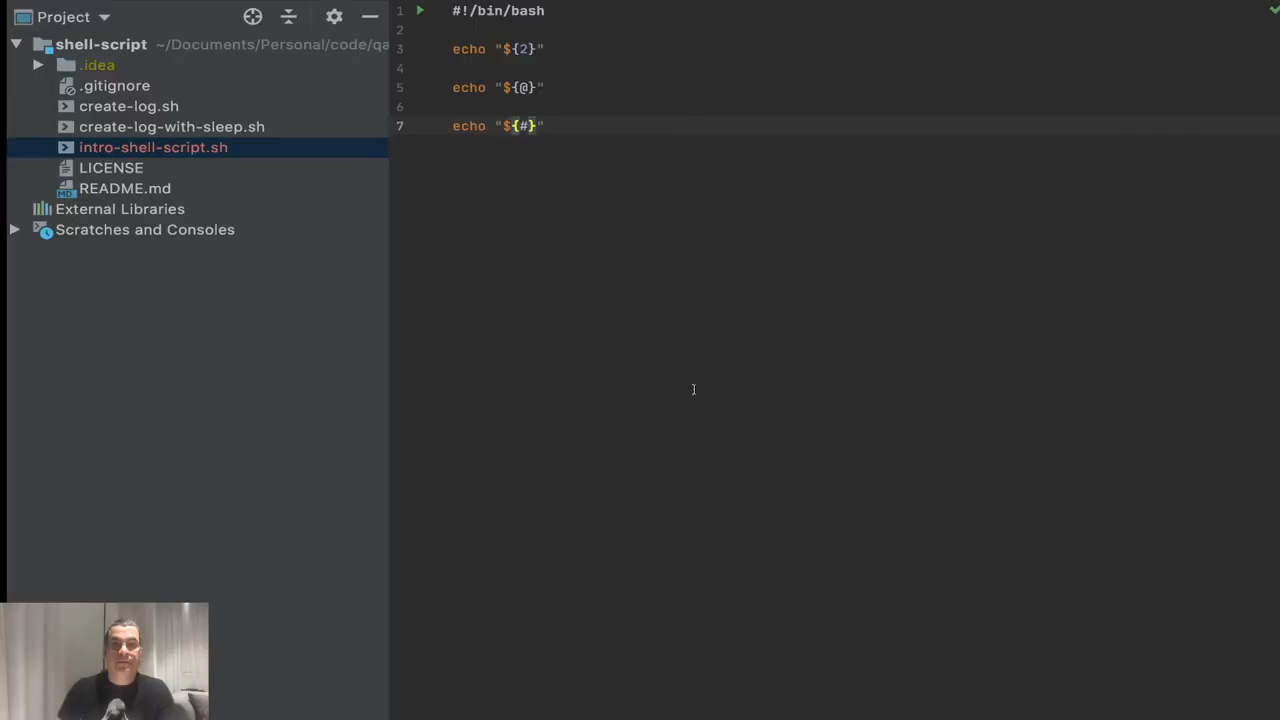 Project
shell-script ~/Documents/Personal/code/qa
.idea
.gitignore
create-log.sh
create-log-with-sleep.sh
intro-shell-script.sh
LICENSE
README.md
External Libraries
Scratches and Consoles
1 #!/bin/bash
2
3 echo "${2}"
4
5 echo "${@}"
6
7 echo "${#}"